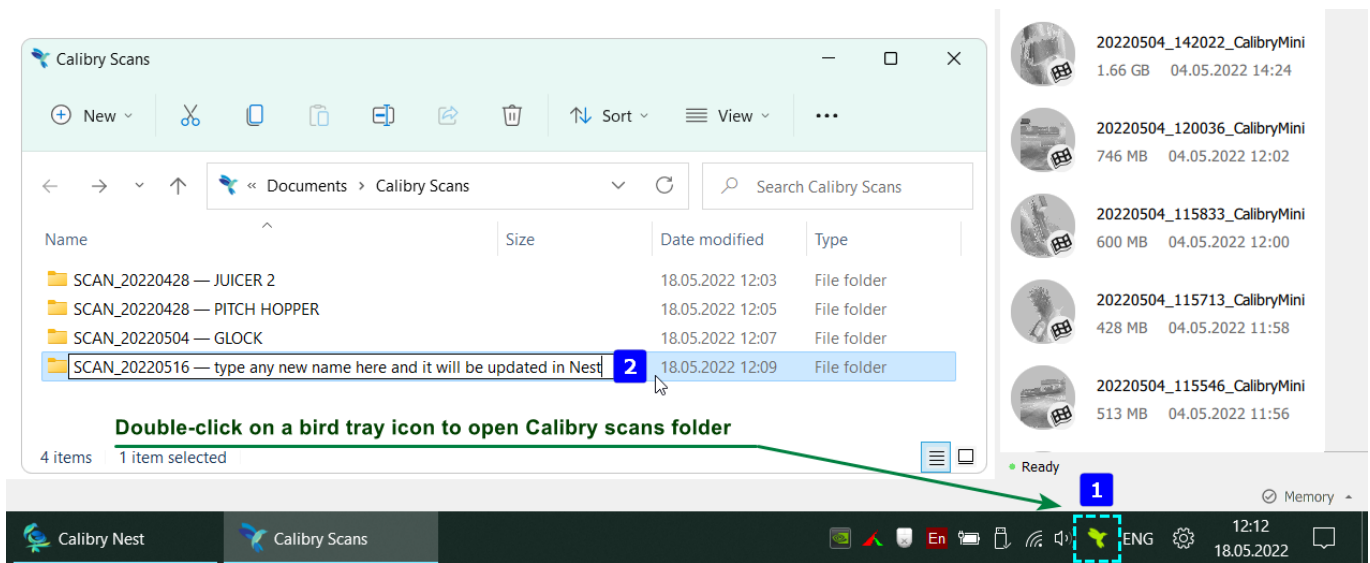 Calibry Scans
New
Sort
View
« Documents > Calibry Scans
Search Calibry Scans
Name Size Date modified Type
SCAN_20220428 — JUICER 2 18.05.2022 12:03 File folder
SCAN_20220428 — PITCH HOPPER 18.05.2022 12:05 File folder
SCAN_20220504 — GLOCK 18.05.2022 12:07 File folder
SCAN_20220516 — type any new name here and it will be updated in Nest 2 18.05.2022 12:09 File folder
Double-click on a bird tray icon to open Calibry scans folder
4 items 1 item selected
20220504_142022_CalibryMini
1.66 GB 04.05.2022 14:24
20220504_120036_CalibryMini
746 MB 04.05.2022 12:02
20220504_115833_CalibryMini
600 MB 04.05.2022 12:00
20220504_115713_CalibryMini
428 MB 04.05.2022 11:58
20220504_115546_CalibryMini
513 MB 04.05.2022 11:56
Ready
1
Memory
Calibry Nest
Calibry Scans
En
ENG
12:12
18.05.2022